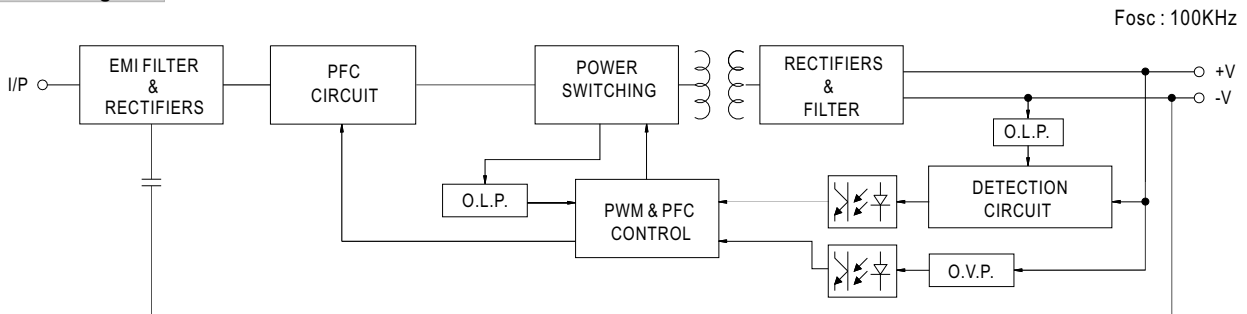 Fosc : 100KHz
I/P
EMI FILTER
&
RECTIFIERS
PFC
CIRCUIT
POWER
SWITCHING
RECTIFIERS
&
FILTER
+V
-V
O.L.P.
O.L.P.
PWM & PFC
CONTROL
DETECTION
CIRCUIT
O.V.P.